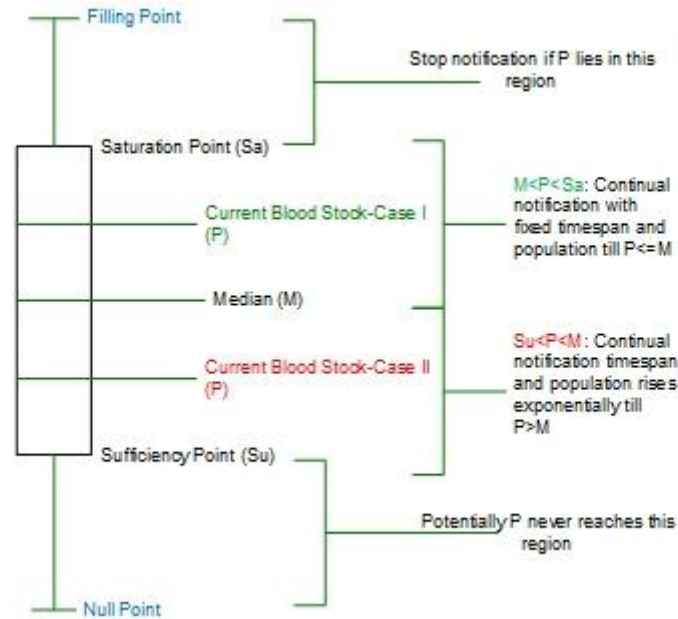 Filling Point
Stop notification if P lies in this
region
Saturation Point (Sa)
M<P<Sa: Continual
notification with
fixed timespan and
population till P<=M
Current Blood Stock-Case I
(P)
Median (M)
Su<P<M: Continual
notification timespan
and population rises
exponentially till
P>M
Current Blood Stock-Case II
(P)
Sufficiency Point (Su)
Potentially P never reaches this
region
Null Point